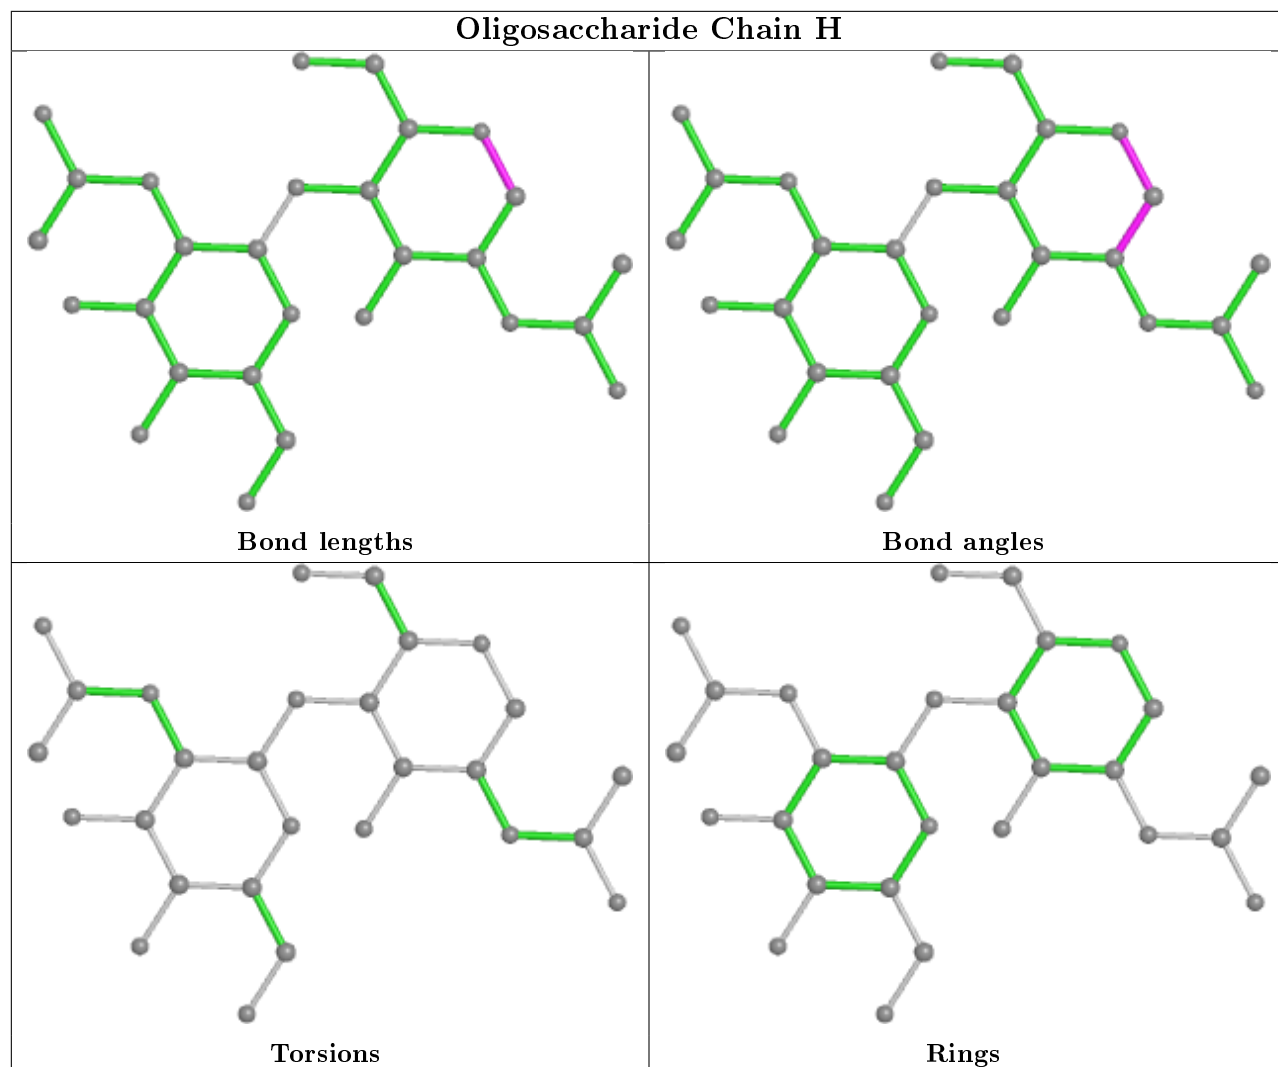 Oligosaccharide Chain H
Bond lengths
Bond angles
Torsions
Rings